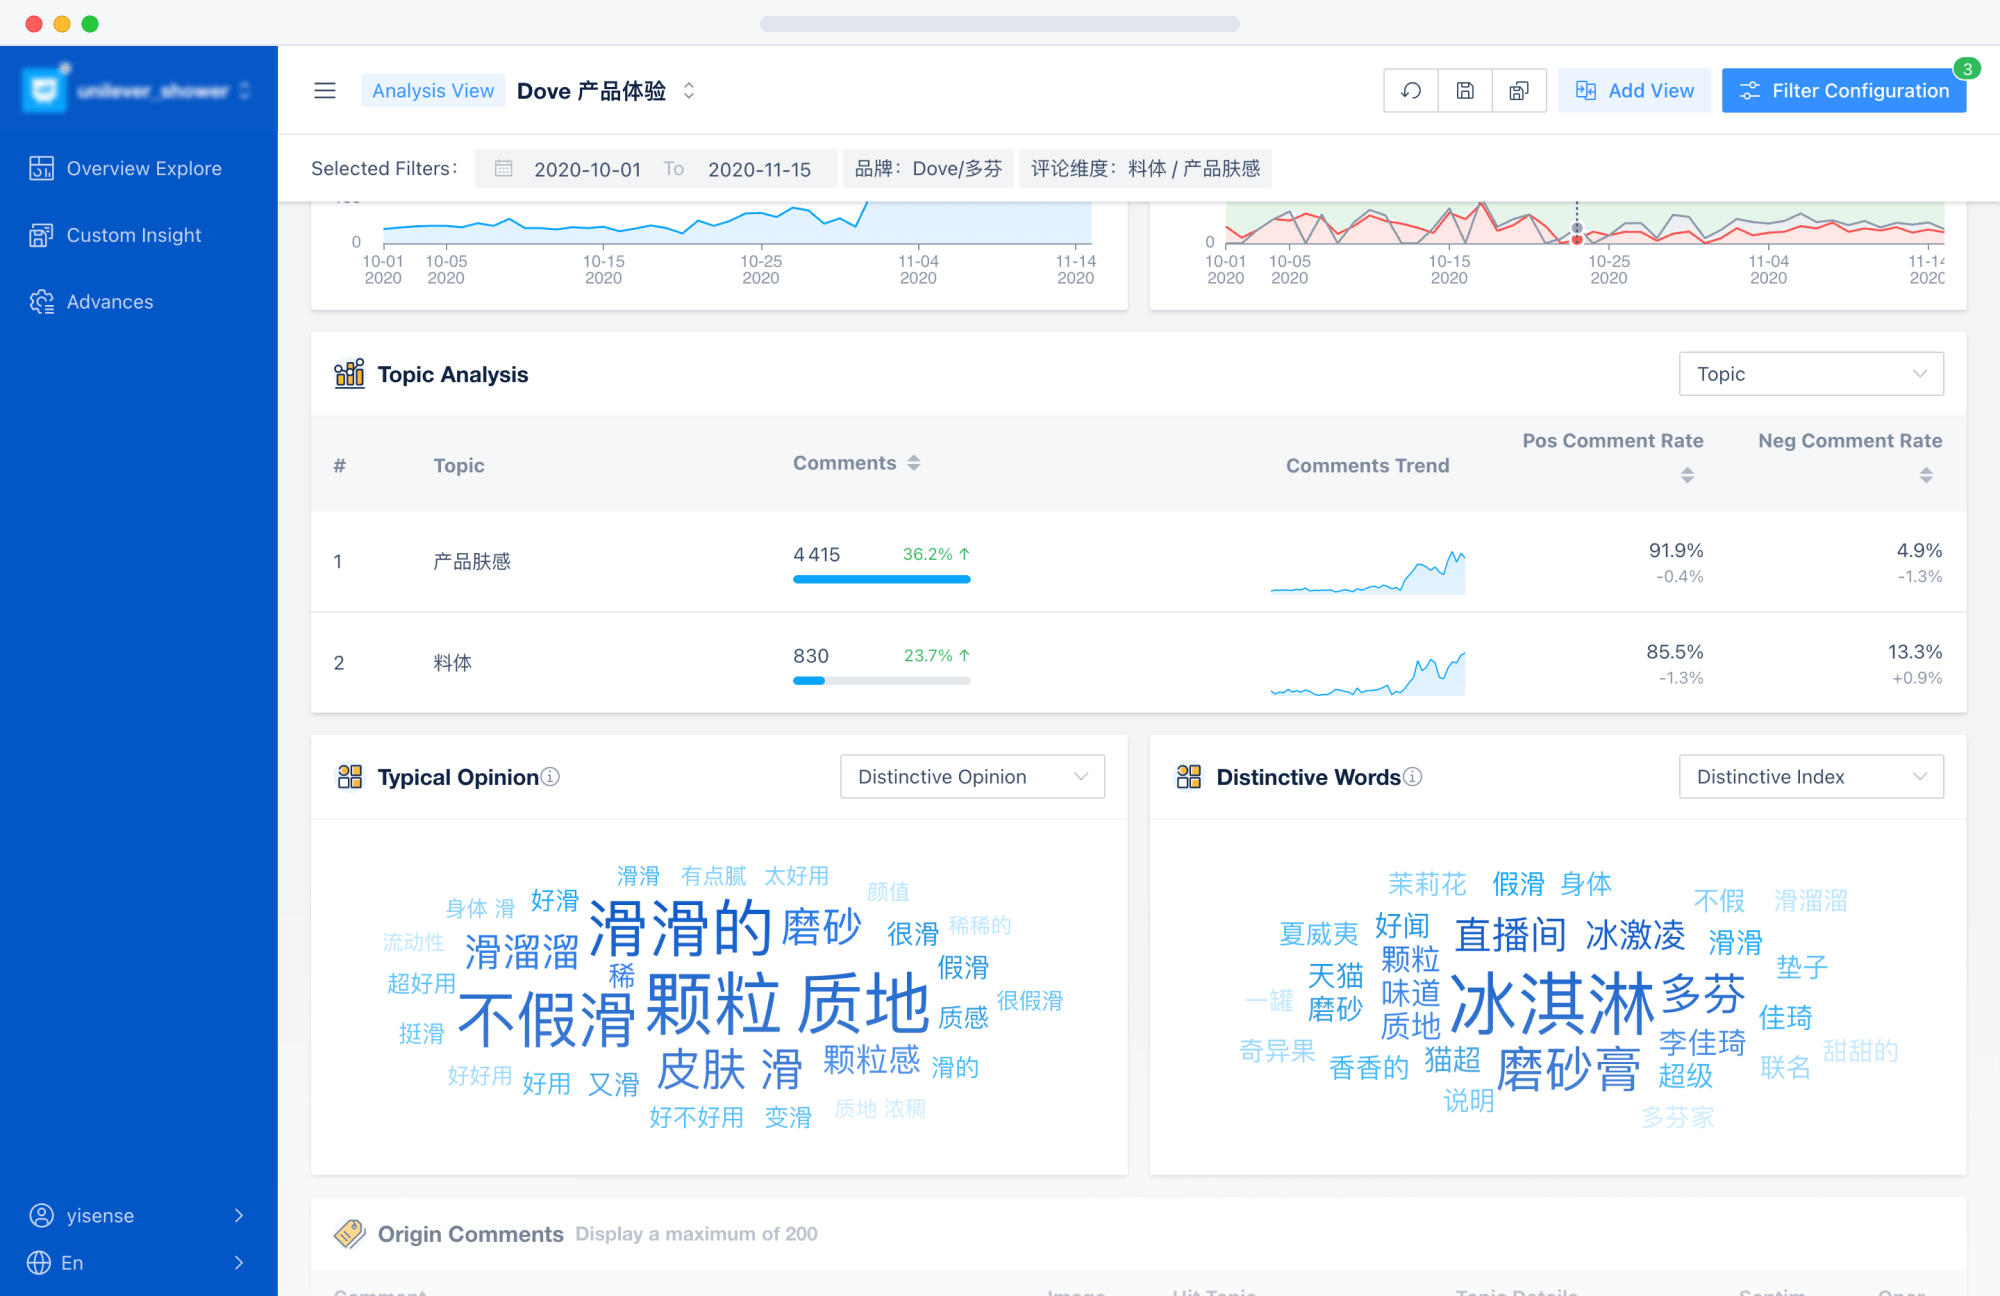 3
unilever_shower
Analysis View
Dove 产品体验
Add View
Filter Configuration
Overview Explore
Custom Insight
Advances
Selected Filters:
2020-10-01 To 2020-11-15
品牌: Dove/多芬
评论维度: 料体 / 产品肤感
0
10-01 2020
10-05 2020
10-15 2020
10-25 2020
11-04 2020
11-14 2020
0
10-01 2020
10-05 2020
10-15 2020
10-25 2020
11-04 2020
11-14 2020
Topic Analysis
Topic
# Topic Comments Comments Trend Pos Comment Rate Neg Comment Rate
1 产品肤感 4 415 36.2% ↑ 91.9% 4.9%
-0.4% -1.3%
2 料体 830 23.7% ↑ 85.5% 13.3%
-1.3% +0.9%
Typical Opinion
Distinctive Opinion
滑滑 有点腻 太好用
颜值
身体 滑 好滑
滑滑的 磨砂
很滑 稀稀的
流动性 滑溜溜
稀 假滑
超好用
不假滑 颗粒 质地
很假滑
挺滑 质感
皮肤 滑 颗粒感 滑的
好好用 好用 又滑
好不好用 变滑 质地 浓稠
Distinctive Words
Distinctive Index
茉莉花 假滑 身体
不假 滑溜溜
夏威夷 好闻 直播间 冰激凌 滑滑
颗粒
天猫 垫子
一罐 磨砂 味道 冰淇淋 多芬
质地 佳琦
奇异果 李佳琦 甜甜的
香香的 猫超 磨砂膏 超级 联名
说明
多芬家
Origin Comments Display a maximum of 200
yisense
En